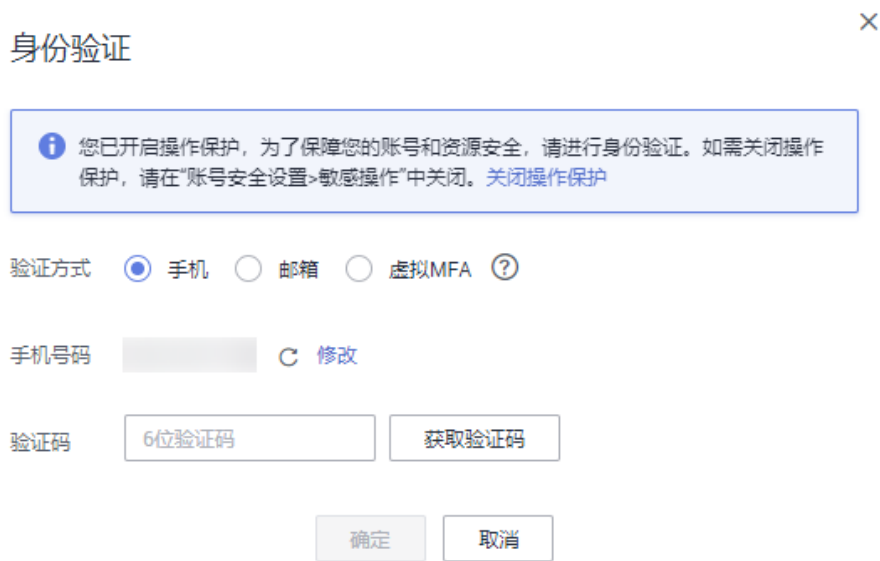 身份验证
您已开启操作保护，为了保障您的账号和资源安全，请进行身份验证。如需关闭操作
保护，请在“账号安全设置>敏感操作”中关闭。关闭操作保护
验证方式 手机 邮箱 虚拟MFA ?
手机号码 修改
验证码 6位验证码 获取验证码
确定 取消